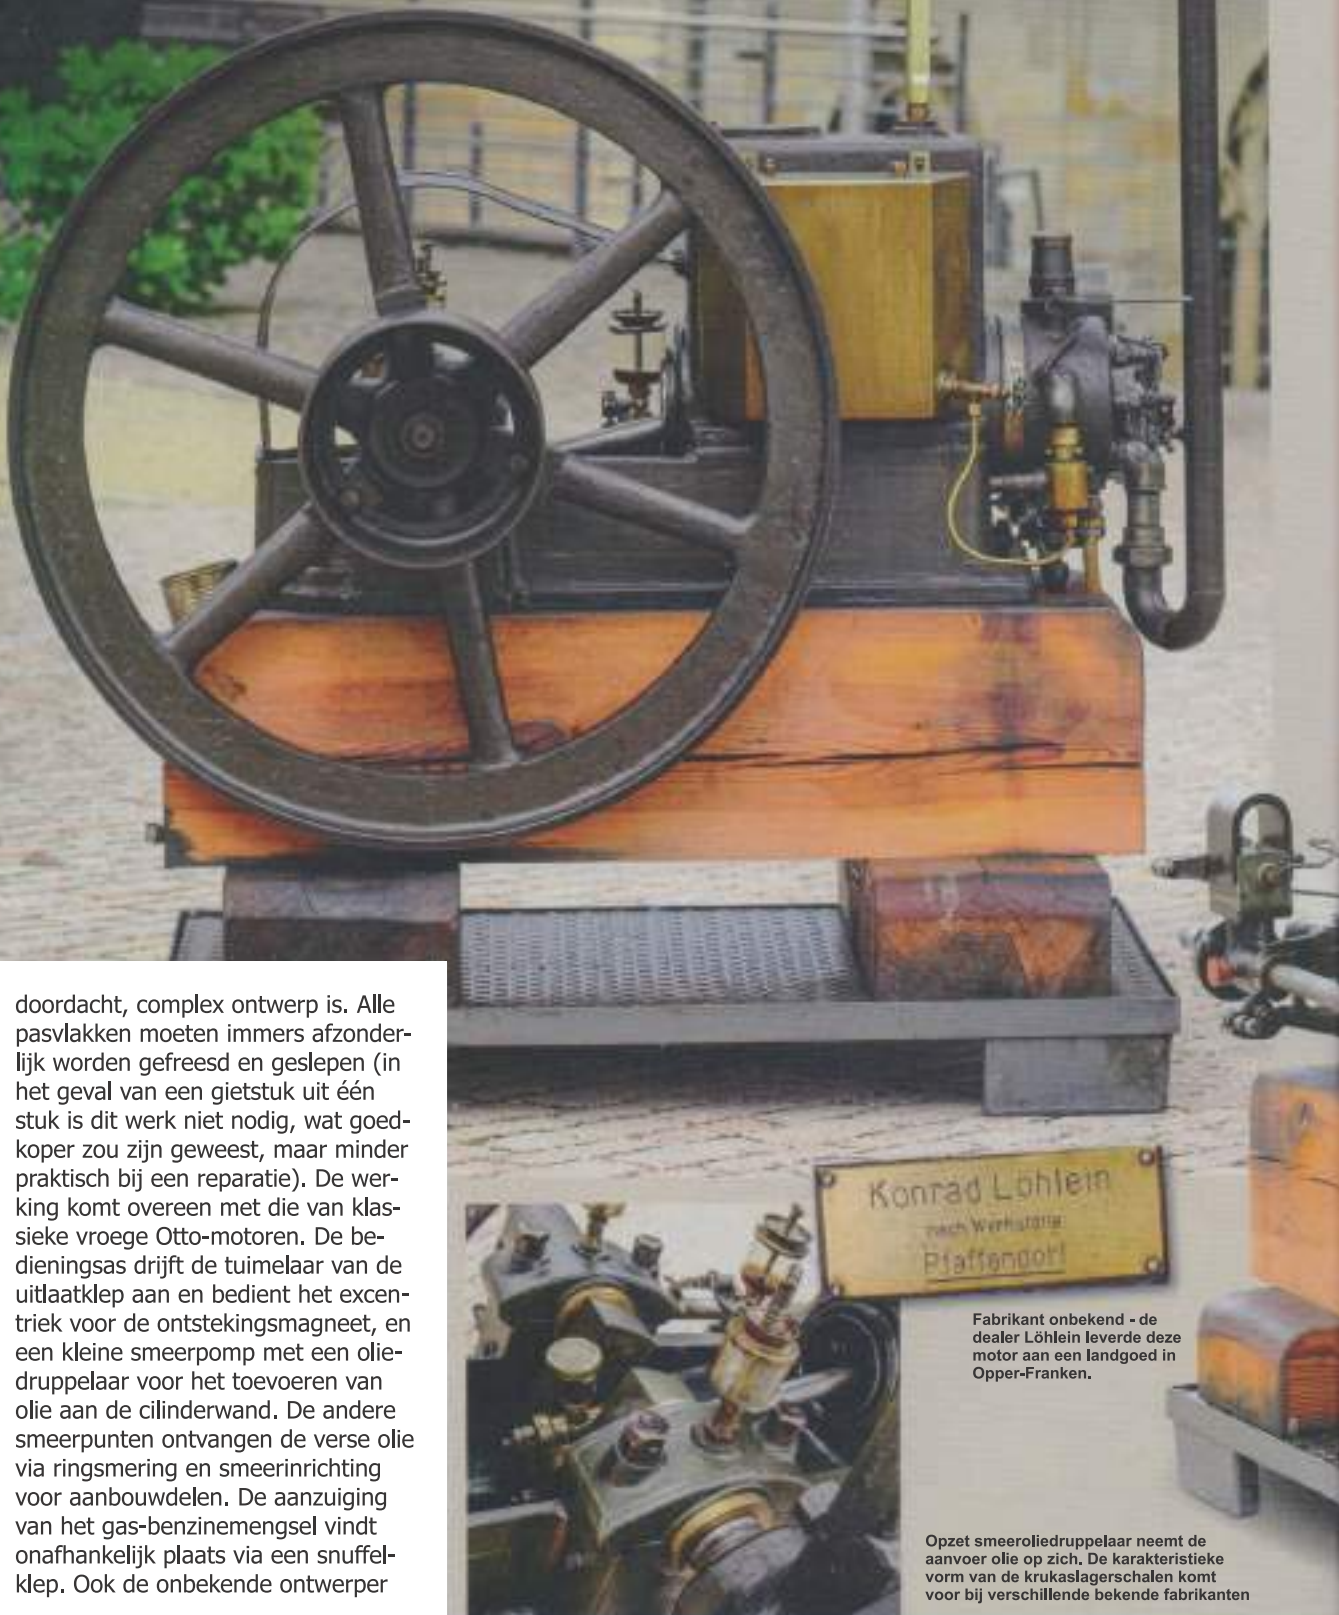 doordacht, complex ontwerp is. Alle
pasvlakken moeten immers afzonder-
lijk worden gefreesd en geslepen (in
het geval van een gietstuk uit één
stuk is dit werk niet nodig, wat goed-
koper zou zijn geweest, maar minder
praktisch bij een reparatie). De wer-
king komt overeen met die van klas-
sieke vroege Otto-motoren. De be-
dieningsas drijft de tuimelaar van de
uitlaatklep aan en bedient het excen-
triek voor de ontstekingsmagneet, en
een kleine smeerpomp met een olie-
druppelaar voor het toevoeren van
olie aan de cilinderwand. De andere
smeerpunten ontvangen de verse olie
via ringsmering en smeerinrichting
voor aanbouwdelen. De aanzuiging
van het gas-benzinemengsel vindt
onafhankelijk plaats via een snuffel-
klep. Ook de onbekende ontwerper
Konrad Löhlein
mech Werkstätte
Pfaffendorf
Fabrikant onbekend - de
dealer Löhlein leverde deze
motor aan een landgoed in
Opper-Franken.
Opzet smeeroliedruppelaar neemt de
aanvoer olie op zich. De karakteristieke
vorm van de krukaslagerschalen komt
voor bij verschillende bekende fabrikanten